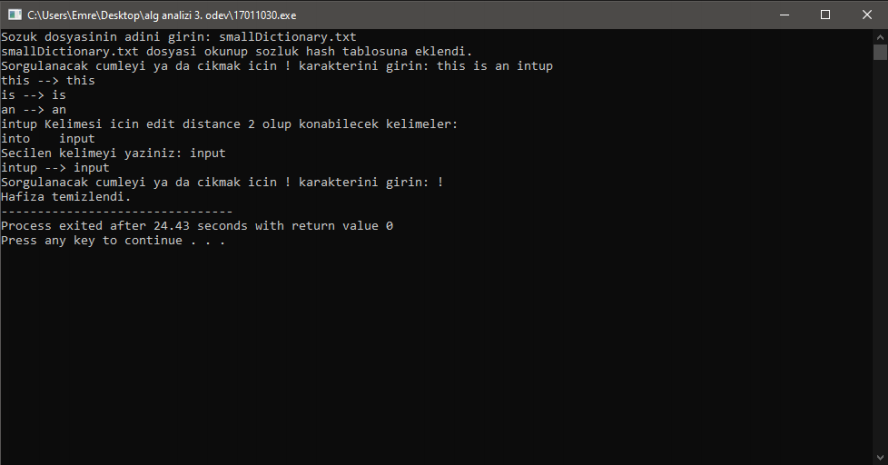 C:\Users\Emre\Desktop\alg analizi 3. odev\17011030.exe
Sozuk dosyasinin adini girin: smallDictionary.txt
smallDictionary.txt dosyasi okunup sozluk hash tablosuna eklendi.
Sorgulanacak cumleyi ya da cikmak icin ! karakterini girin: this is an intup
this --> this
is --> is
an --> an
intup Kelimesi icin edit distance 2 olup konabilecek kelimeler:
into    input
Secilen kelimeyi yaziniz: input
intup --> input
Sorgulanacak cumleyi ya da cikmak icin ! karakterini girin: !
Hafiza temizlendi.
--------------------------------
Process exited after 24.43 seconds with return value 0
Press any key to continue . . .